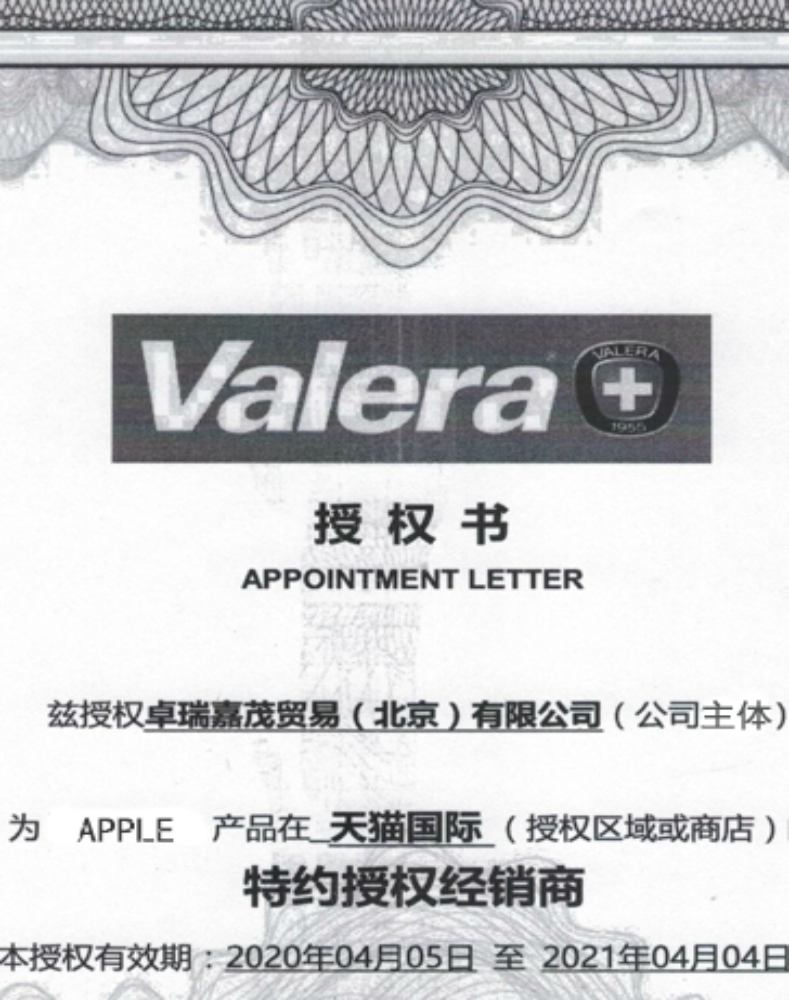 Valera
VALERA
1955
授权书
APPOINTMENT LETTER
兹授权卓瑞嘉茂贸易（北京）有限公司（公司主体）
为 APPLE 产品在 天猫国际 （授权区域或商店）
特约授权经销商
本授权有效期：2020年04月05日 至 2021年04月04日